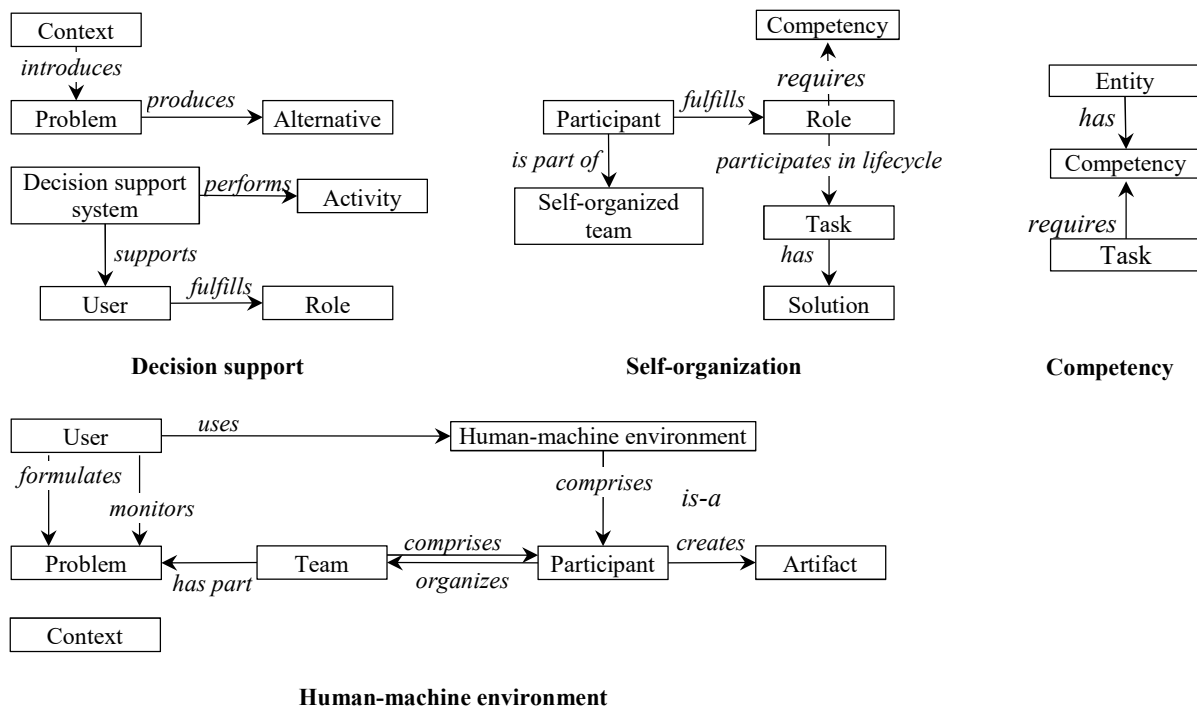 Context
introduces
Problem
produces
Alternative
Decision support
system
performs
Activity
supports
User
fulfills
Role
Decision support
Competency
requires
Participant
fulfills
Role
is part of
participates in lifecycle
Self-organized
team
Task
has
Solution
Self-organization
Entity
has
Competency
requires
Task
Competency
User
uses
Human-machine environment
formulates
monitors
comprises
is-a
Problem
has part
Team
comprises
organizes
Participant
creates
Artifact
Context
Human-machine environment